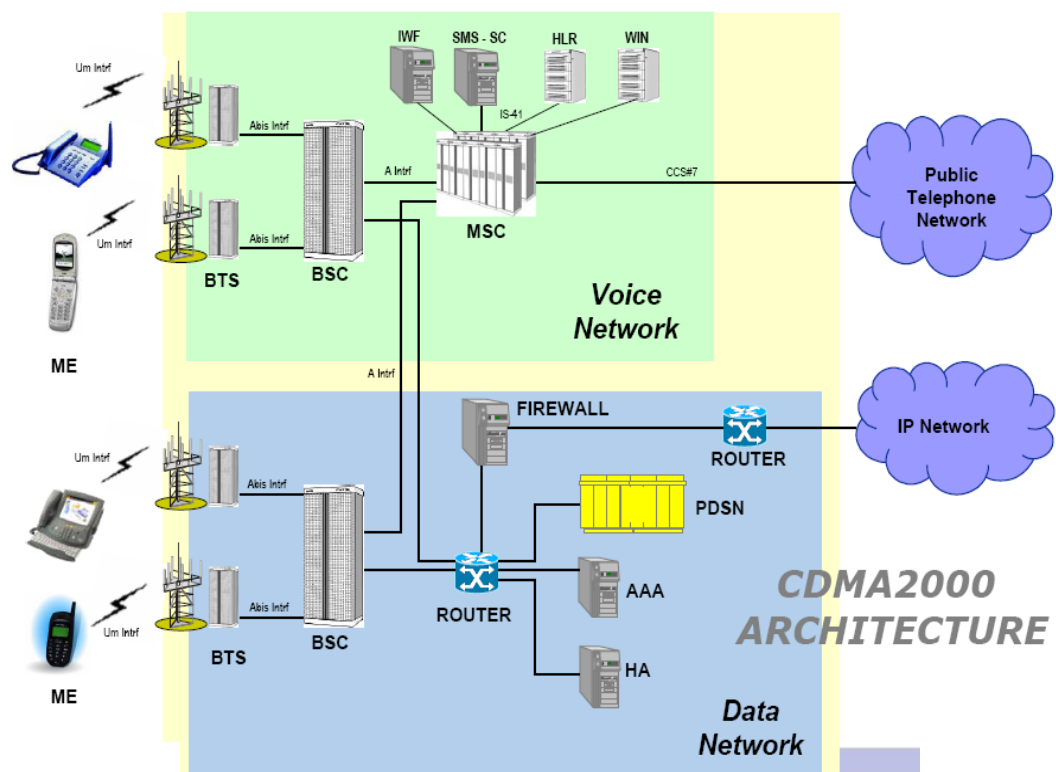 IWF
SMS - SC
HLR
WIN
Um Intrf
IS-41
Abis Intrf
A Intrf
CCS#7
Public
Telephone
Network
MSC
Um Intrf
Abis Intrf
BTS
BSC
Voice
Network
ME
A Intrf
FIREWALL
IP Network
ROUTER
Um Intrf
Abis Intrf
PDSN
AAA
CDMA2000
ARCHITECTURE
ROUTER
Abis Intrf
Um Intrf
BTS
BSC
HA
ME
Data
Network